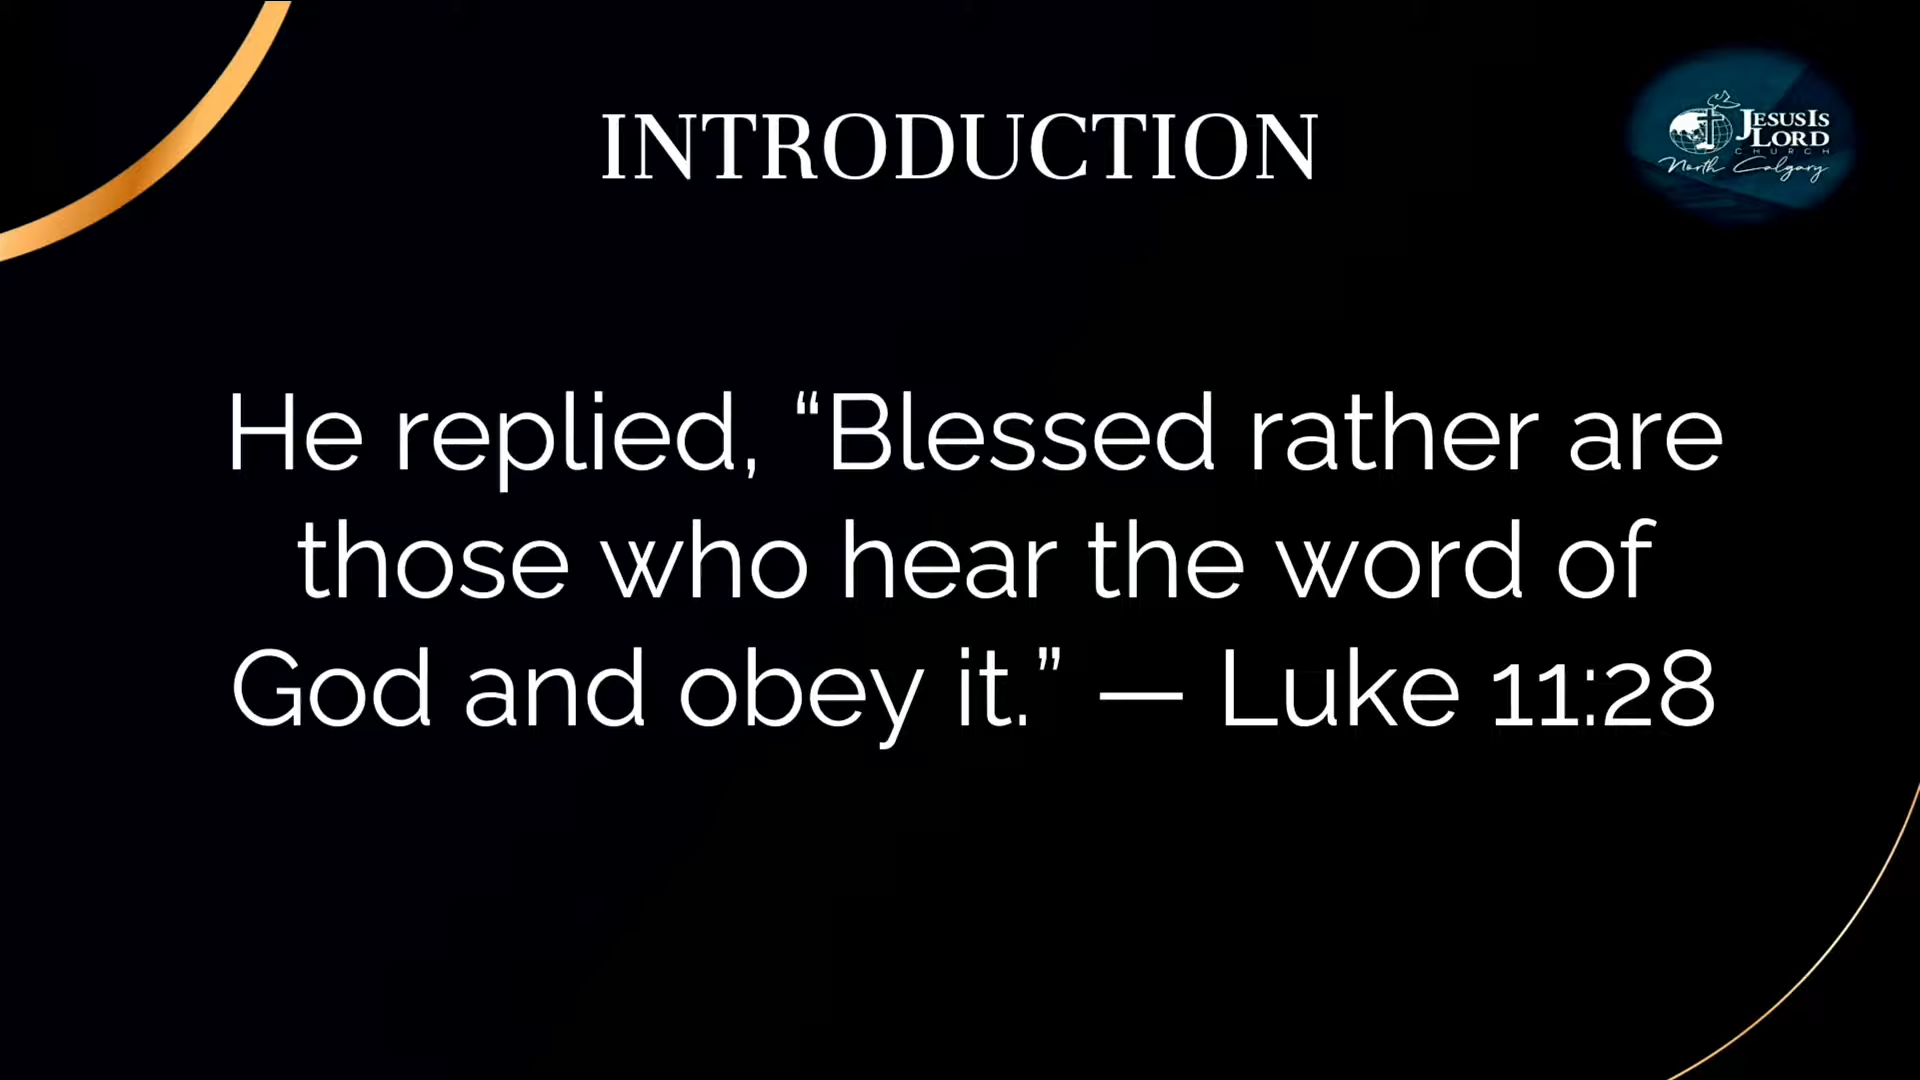 INTRODUCTION
JESUS IS
LORD
CHURCH
North Calgary
He replied, “Blessed rather are
those who hear the word of
God and obey it.” — Luke 11:28